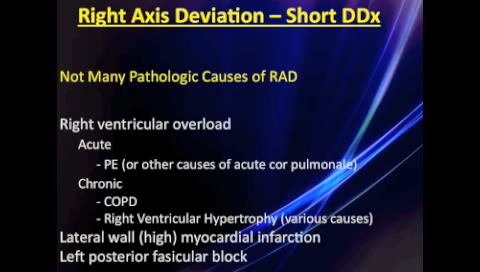 Right Axis Deviation – Short DDx
Not Many Pathologic Causes of RAD
Right ventricular overload
Acute
- PE (or other causes of acute cor pulmonale)
Chronic
- COPD
- Right Ventricular Hypertrophy (various causes)
Lateral wall (high) myocardial infarction
Left posterior fasicular block